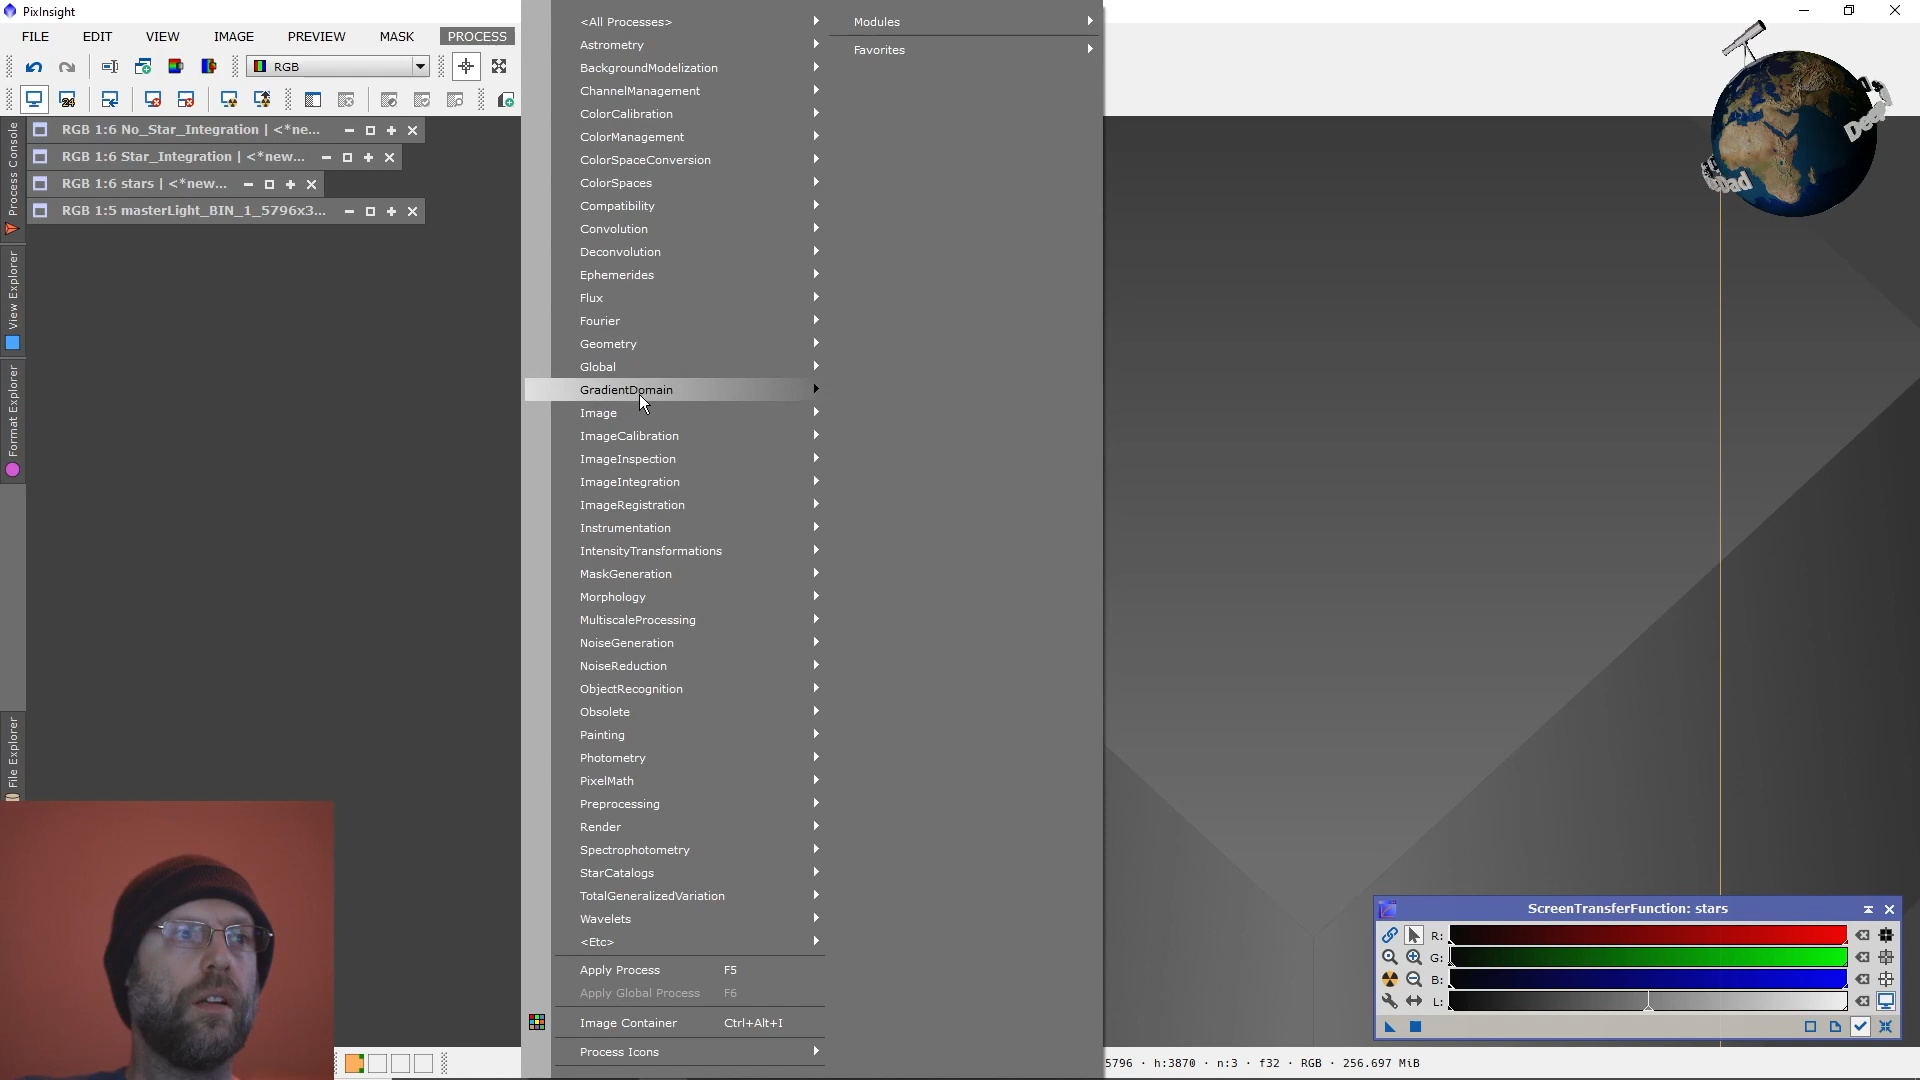 PixInsight
FILE EDIT VIEW IMAGE PREVIEW MASK PROCESS
24 RGB
RGB 1:6 No_Star_Integration | <*ne...
RGB 1:6 Star_Integration | <*new...
RGB 1:6 stars | <*new...
RGB 1:5 masterLight_BIN_1_5796x3...
Process Console
View Explorer
Format Explorer
File Explorer
<All Processes>
Astrometry
BackgroundModelization
ChannelManagement
ColorCalibration
ColorManagement
ColorSpaceConversion
ColorSpaces
Compatibility
Convolution
Deconvolution
Ephemerides
Flux
Fourier
Geometry
Global
GradientDomain
Image
ImageCalibration
ImageInspection
ImageIntegration
ImageRegistration
Instrumentation
IntensityTransformations
MaskGeneration
Morphology
MultiscaleProcessing
NoiseGeneration
NoiseReduction
ObjectRecognition
Obsolete
Painting
Photometry
PixelMath
Preprocessing
Render
Spectrophotometry
StarCatalogs
TotalGeneralizedVariation
Wavelets
<Etc>
Apply Process F5
Apply Global Process F6
Image Container Ctrl+Alt+I
Process Icons
Modules
Favorites
Deep
ScreenTransferFunction: stars
R:
G:
B:
L:
5796 · h:3870 · n:3 · f32 · RGB · 256.697 MiB